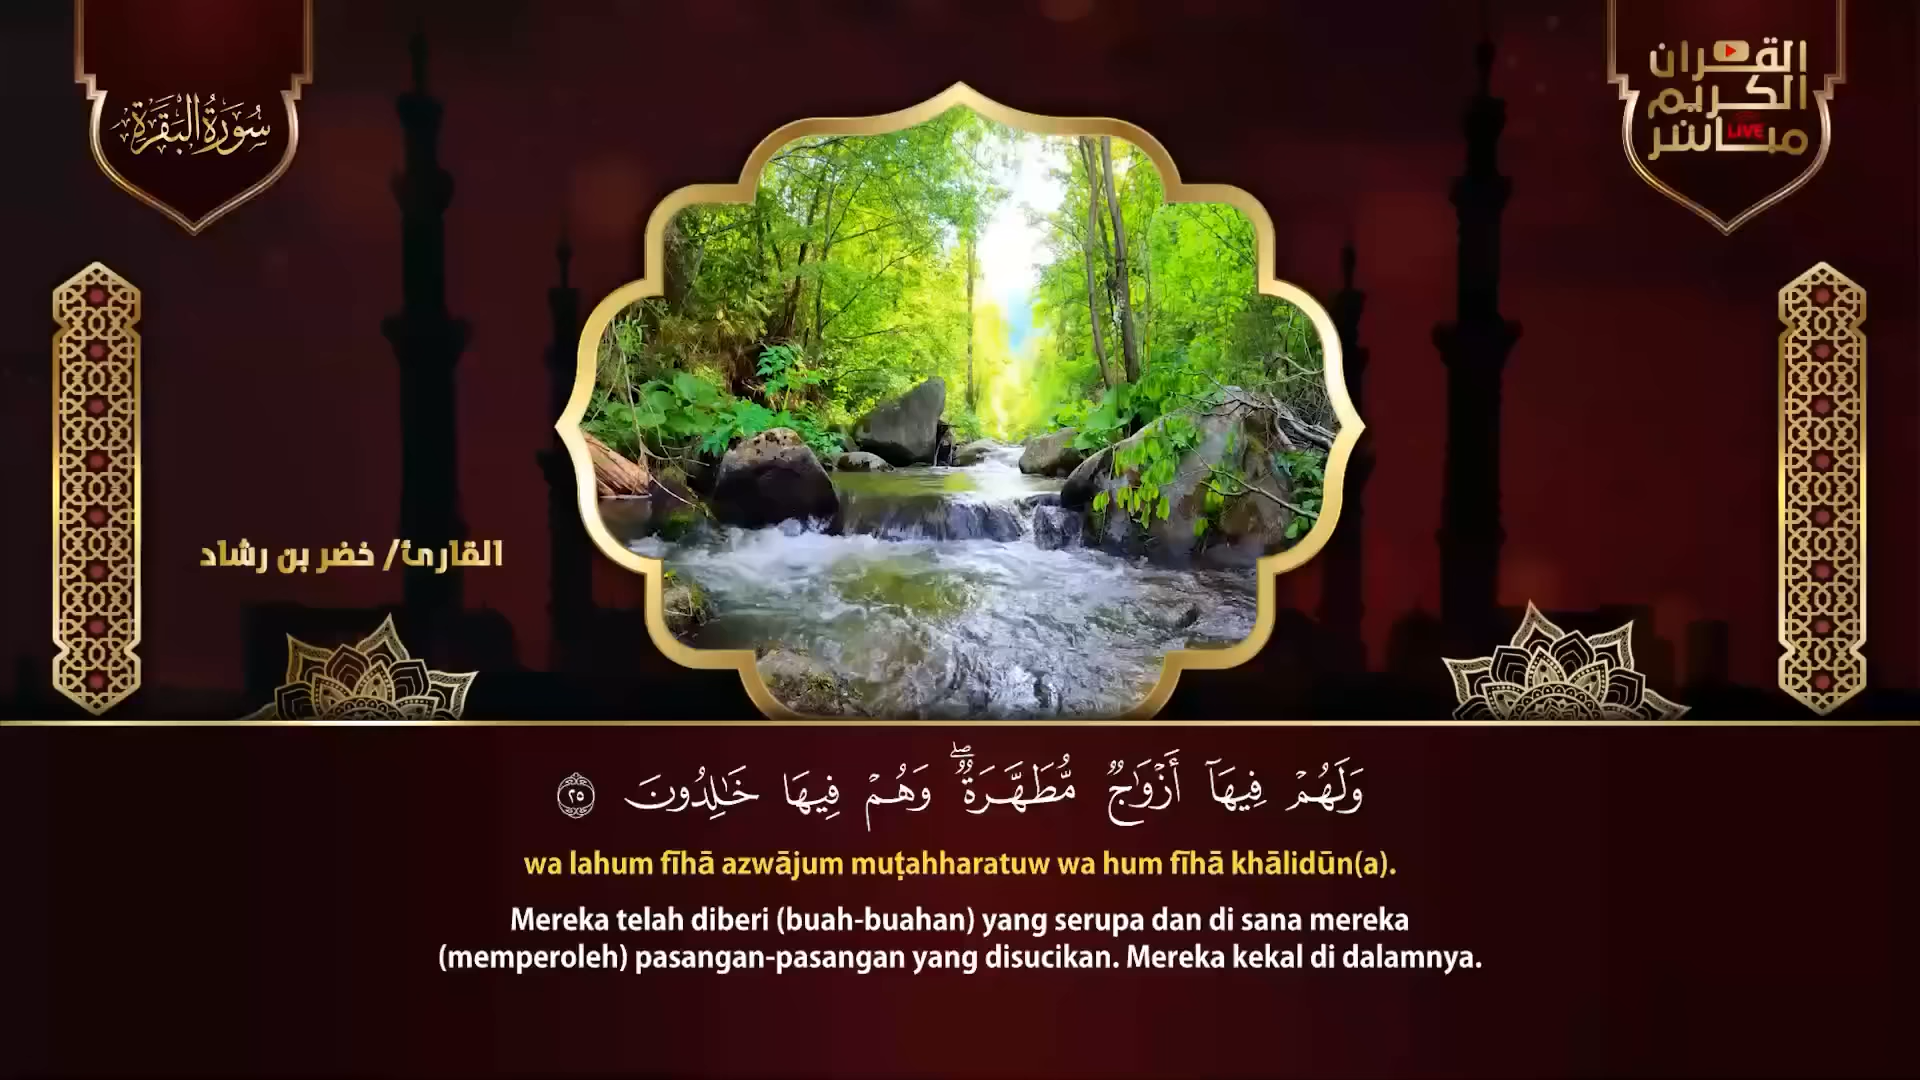 سُورَةُ البَقَرَةِ
القرآن
الكريم
مباشر
LIVE
القارئ/ خضر بن رشاد
وَلَهُمْ فِيهَآ أَزْوَٰجٌ مُّطَهَّرَةٌ ۖ وَهُمْ فِيهَا خَٰلِدُونَ ٢٥
wa lahum fīhā azwājum muṭahharatuw wa hum fīhā khālidūn(a).
Mereka telah diberi (buah-buahan) yang serupa dan di sana mereka
(memperoleh) pasangan-pasangan yang disucikan. Mereka kekal di dalamnya.